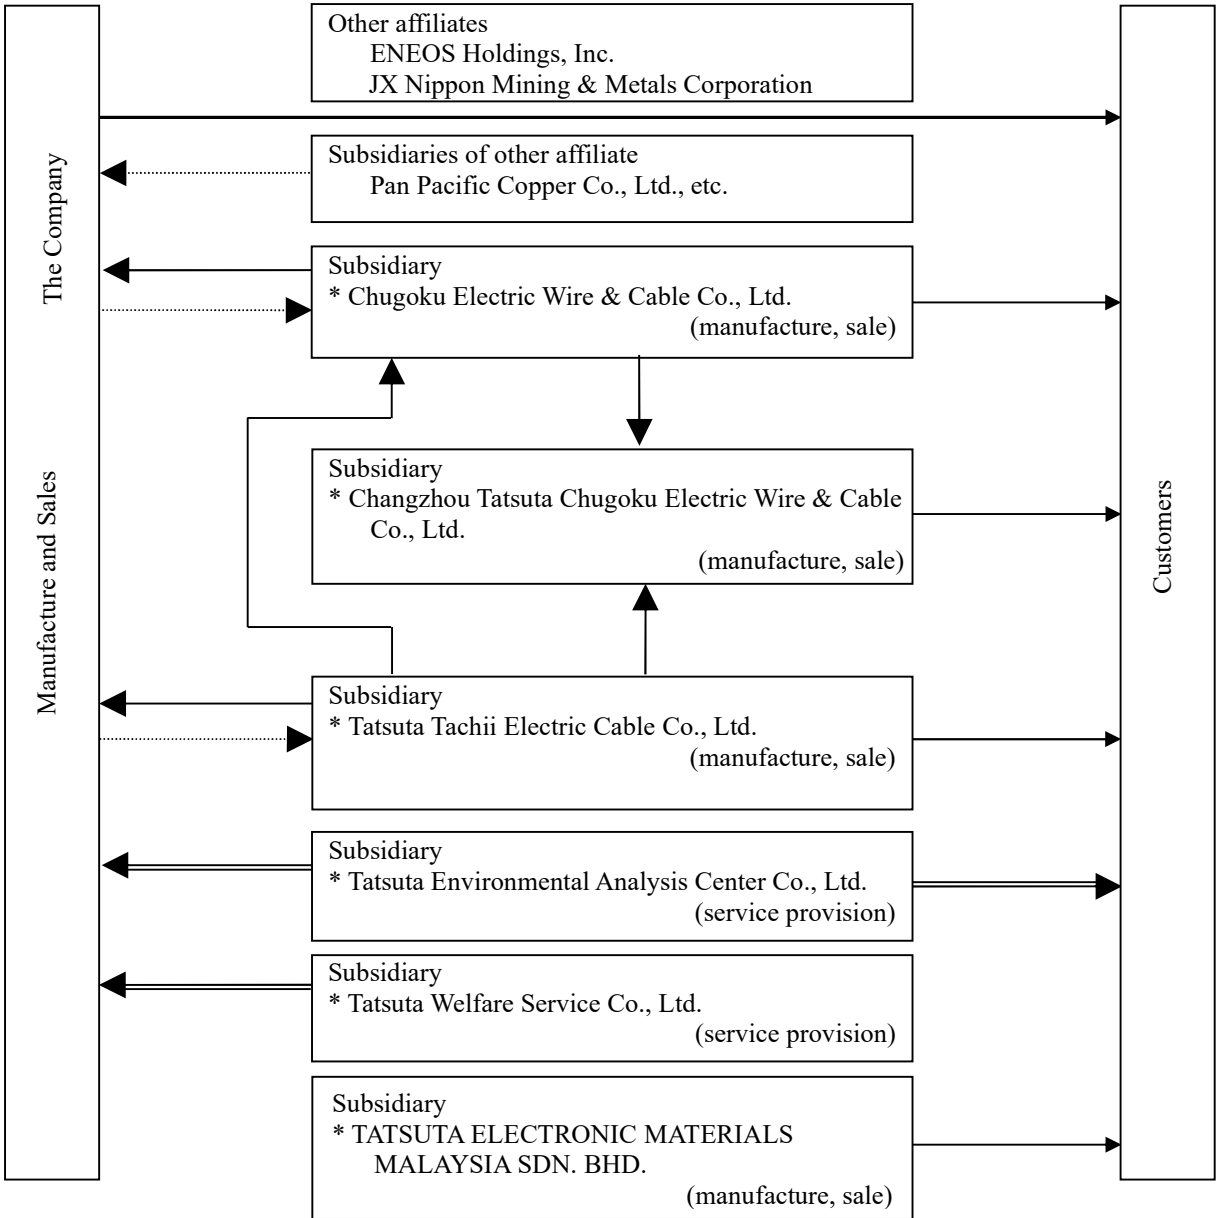 Other affiliates
ENEOS Holdings, Inc.
JX Nippon Mining & Metals Corporation
The Company
Manufacture and Sales
Subsidiaries of other affiliate
Pan Pacific Copper Co., Ltd., etc.
Subsidiary
* Chugoku Electric Wire & Cable Co., Ltd.
(manufacture, sale)
Subsidiary
* Changzhou Tatsuta Chugoku Electric Wire & Cable
Co., Ltd.
(manufacture, sale)
Subsidiary
* Tatsuta Tachii Electric Cable Co., Ltd.
(manufacture, sale)
Subsidiary
* Tatsuta Environmental Analysis Center Co., Ltd.
(service provision)
Subsidiary
* Tatsuta Welfare Service Co., Ltd.
(service provision)
Subsidiary
* TATSUTA ELECTRONIC MATERIALS
MALAYSIA SDN. BHD.
(manufacture, sale)
Customers